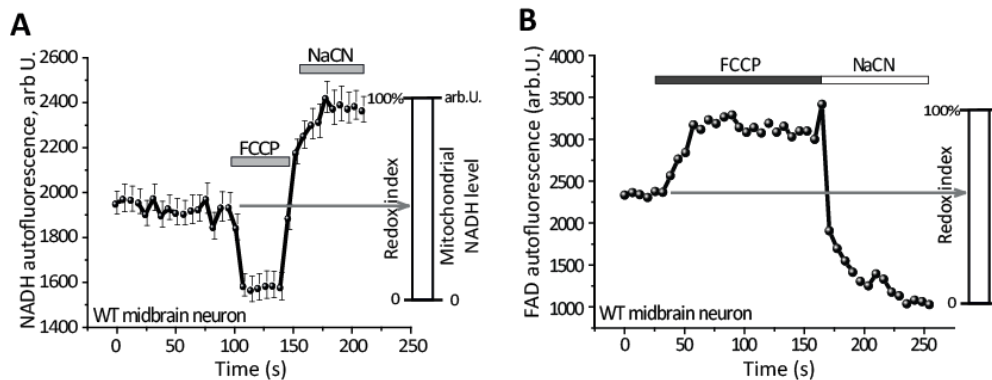 A
NADH autofluorescence, arb U.
2600
2400
2200
2000
1800
1600
1400
NaCN
FCCP
100%
arb.U.
Redox index
Mitochondrial
NADH level
0
0
WT midbrain neuron
0
50
100
150
200
250
Time (s)
B
FAD autofluorescence (arb.U.)
4000
3500
3000
2500
2000
1500
1000
FCCP
NaCN
100%
Redox index
0
WT midbrain neuron
0
50
100
150
200
250
Time (s)